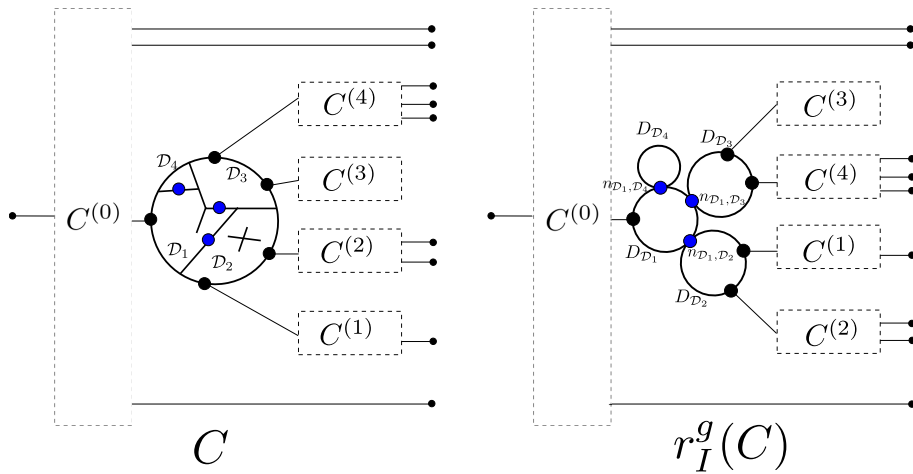 C^{(0)}
C^{(4)}
C^{(3)}
C^{(2)}
C^{(1)}
𝒟_4
𝒟_3
𝒟_1
𝒟_2
C
C^{(0)}
C^{(3)}
C^{(4)}
C^{(1)}
C^{(2)}
D_{𝒟_4}
D_{𝒟_3}
n_{𝒟_1,𝒟_4}
n_{𝒟_1,𝒟_3}
D_{𝒟_1}
n_{𝒟_1,𝒟_2}
D_{𝒟_2}
r_I^g(C)